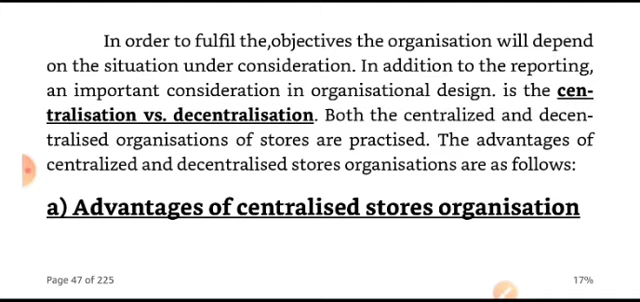 In order to fulfil the,objectives the organisation will depend
on the situation under consideration. In addition to the reporting,
an important consideration in organisational design. is the cen-
tralisation vs. decentralisation. Both the centralized and decen-
tralised organisations of stores are practised. The advantages of
centralized and decentralised stores organisations are as follows:
a) Advantages of centralised stores organisation
Page 47 of 225
17%